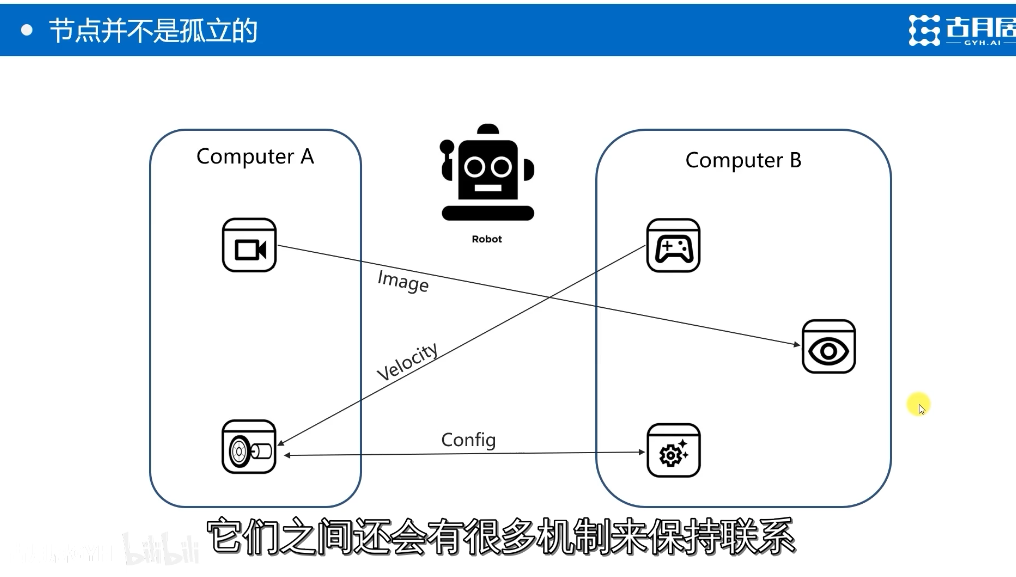 节点并不是孤立的
古月居
GYH.AI
Computer A
Computer B
Robot
Image
Velocity
Config
它们之间还会有很多机制来保持联系
bilibili